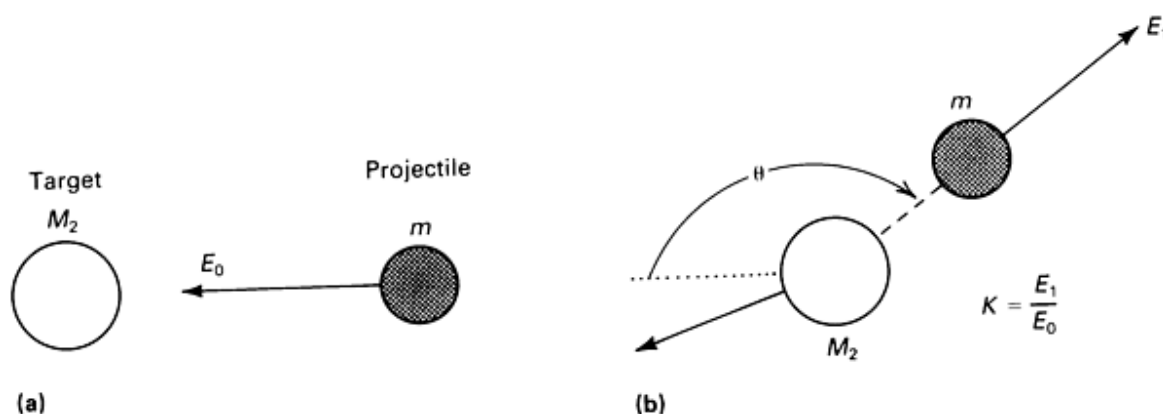 Target
M₂
Projectile
m
E₀
(a)
θ
m
M₂
K = E₁/E₀
(b)